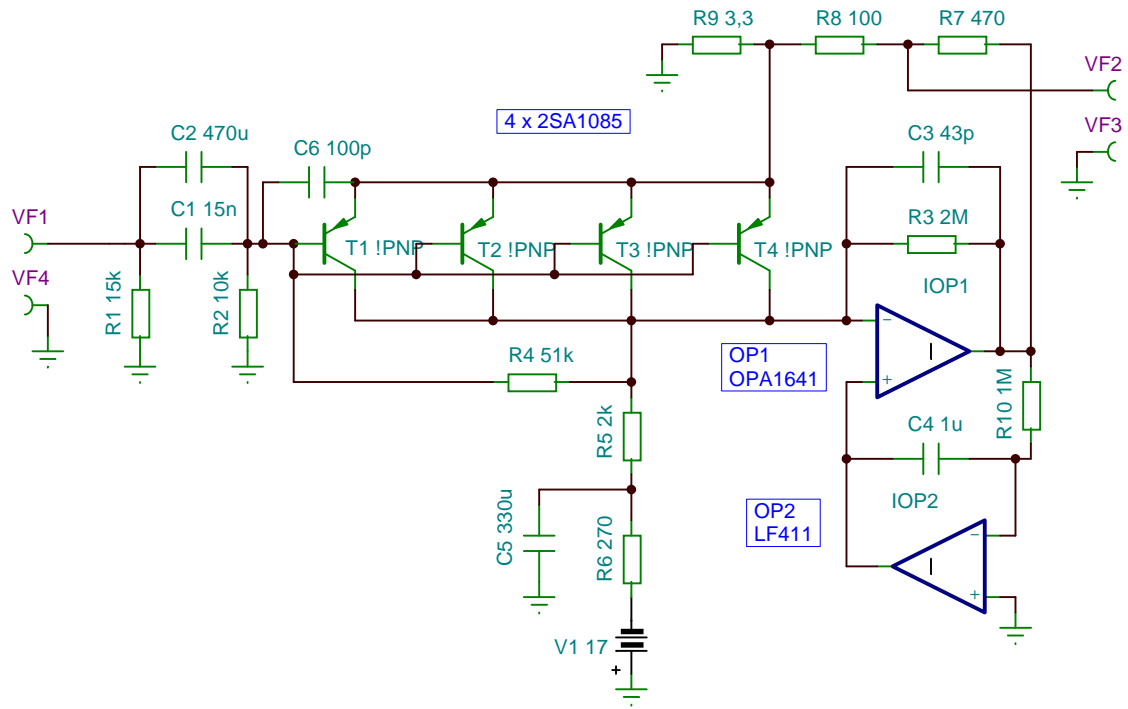 R9 3,3
R8 100
R7 470
VF2
4 x 2SA1085
VF3
C2 470u
C6 100p
C3 43p
C1 15n
VF1
T1 !PNP
T2 !PNP
T3 !PNP
T4 !PNP
R3 2M
VF4
R1 15k
R2 10k
IOP1
R4 51k
OP1
OPA1641
R10 1M
R5 2k
C4 1u
IOP2
C5 330u
R6 270
OP2
LF411
V1 17
+